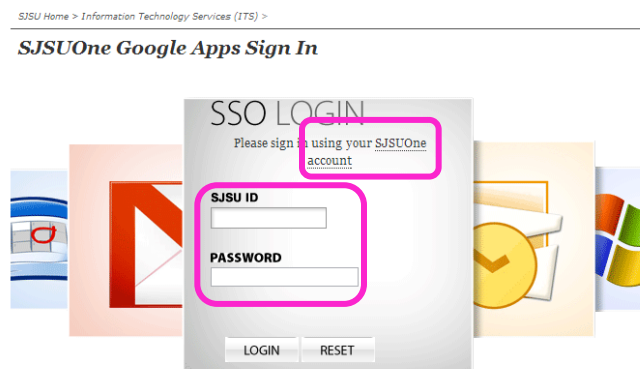 SJSU Home > Information Technology Services (ITS) >
SJSUOne Google Apps Sign In
SSO LOGIN
Please sign in using your SJSUOne
account
SJSU ID
PASSWORD
LOGIN RESET